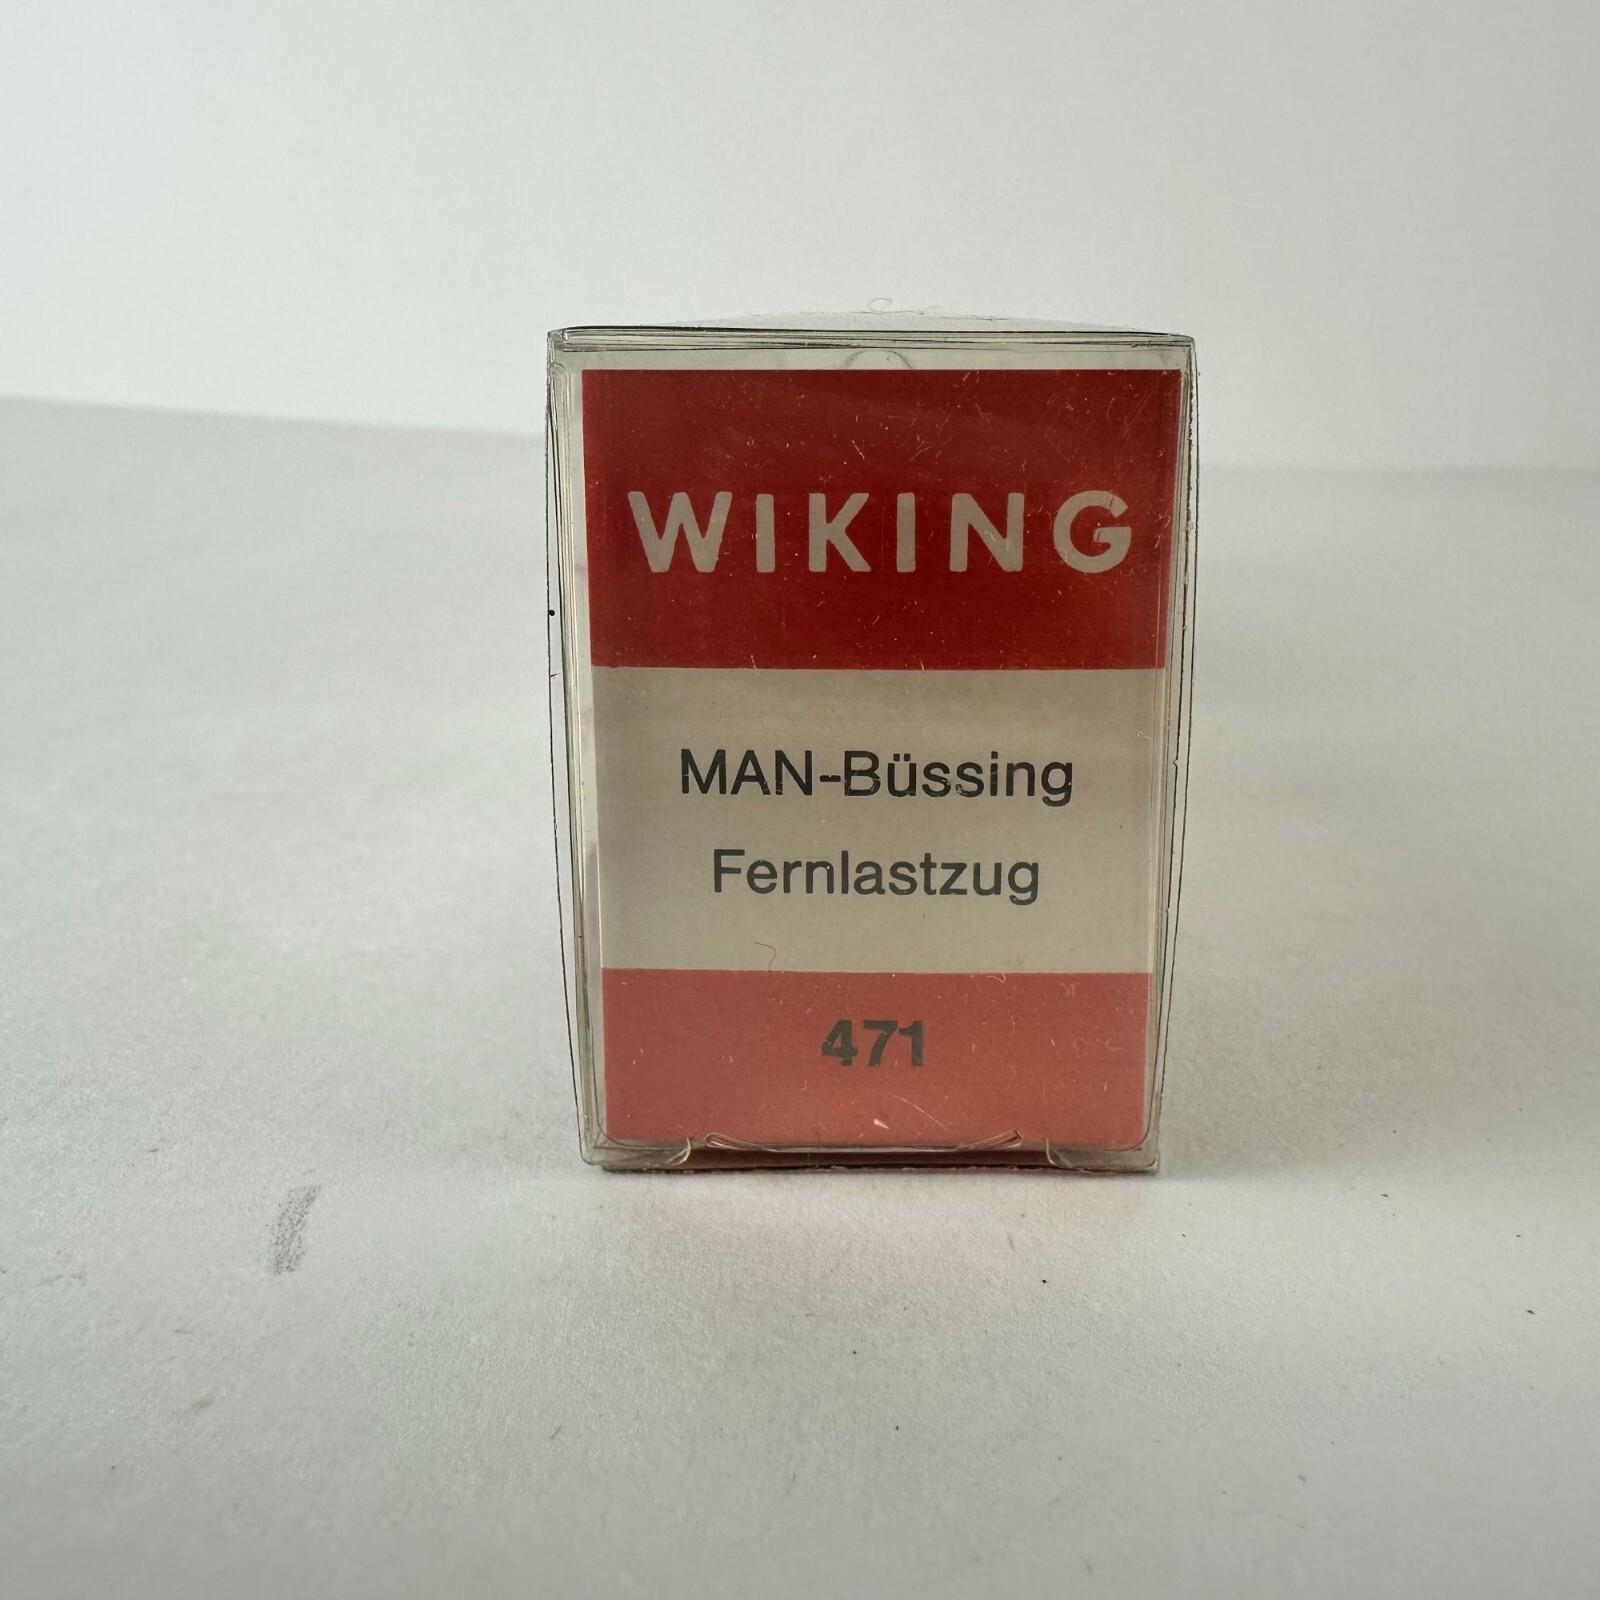 WIKING
MAN-Büssing
Fernlastzug
471